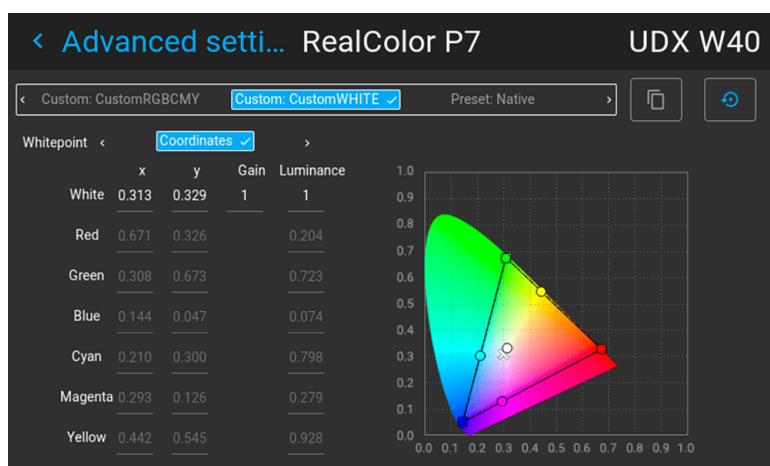 ‹ Advanced setti... RealColor P7 UDX W40
‹ Custom: CustomRGBCMY Custom: CustomWHITE ✓ Preset: Native ›
Whitepoint ‹ Coordinates ✓ ›
x y Gain Luminance
White 0.313 0.329 1 1
Red 0.671 0.326 0.204
Green 0.308 0.673 0.723
Blue 0.144 0.047 0.074
Cyan 0.210 0.300 0.798
Magenta 0.293 0.126 0.279
Yellow 0.442 0.545 0.928
1.0
0.9
0.8
0.7
0.6
0.5
0.4
0.3
0.2
0.1
0.0
0.0 0.1 0.2 0.3 0.4 0.5 0.6 0.7 0.8 0.9 1.0